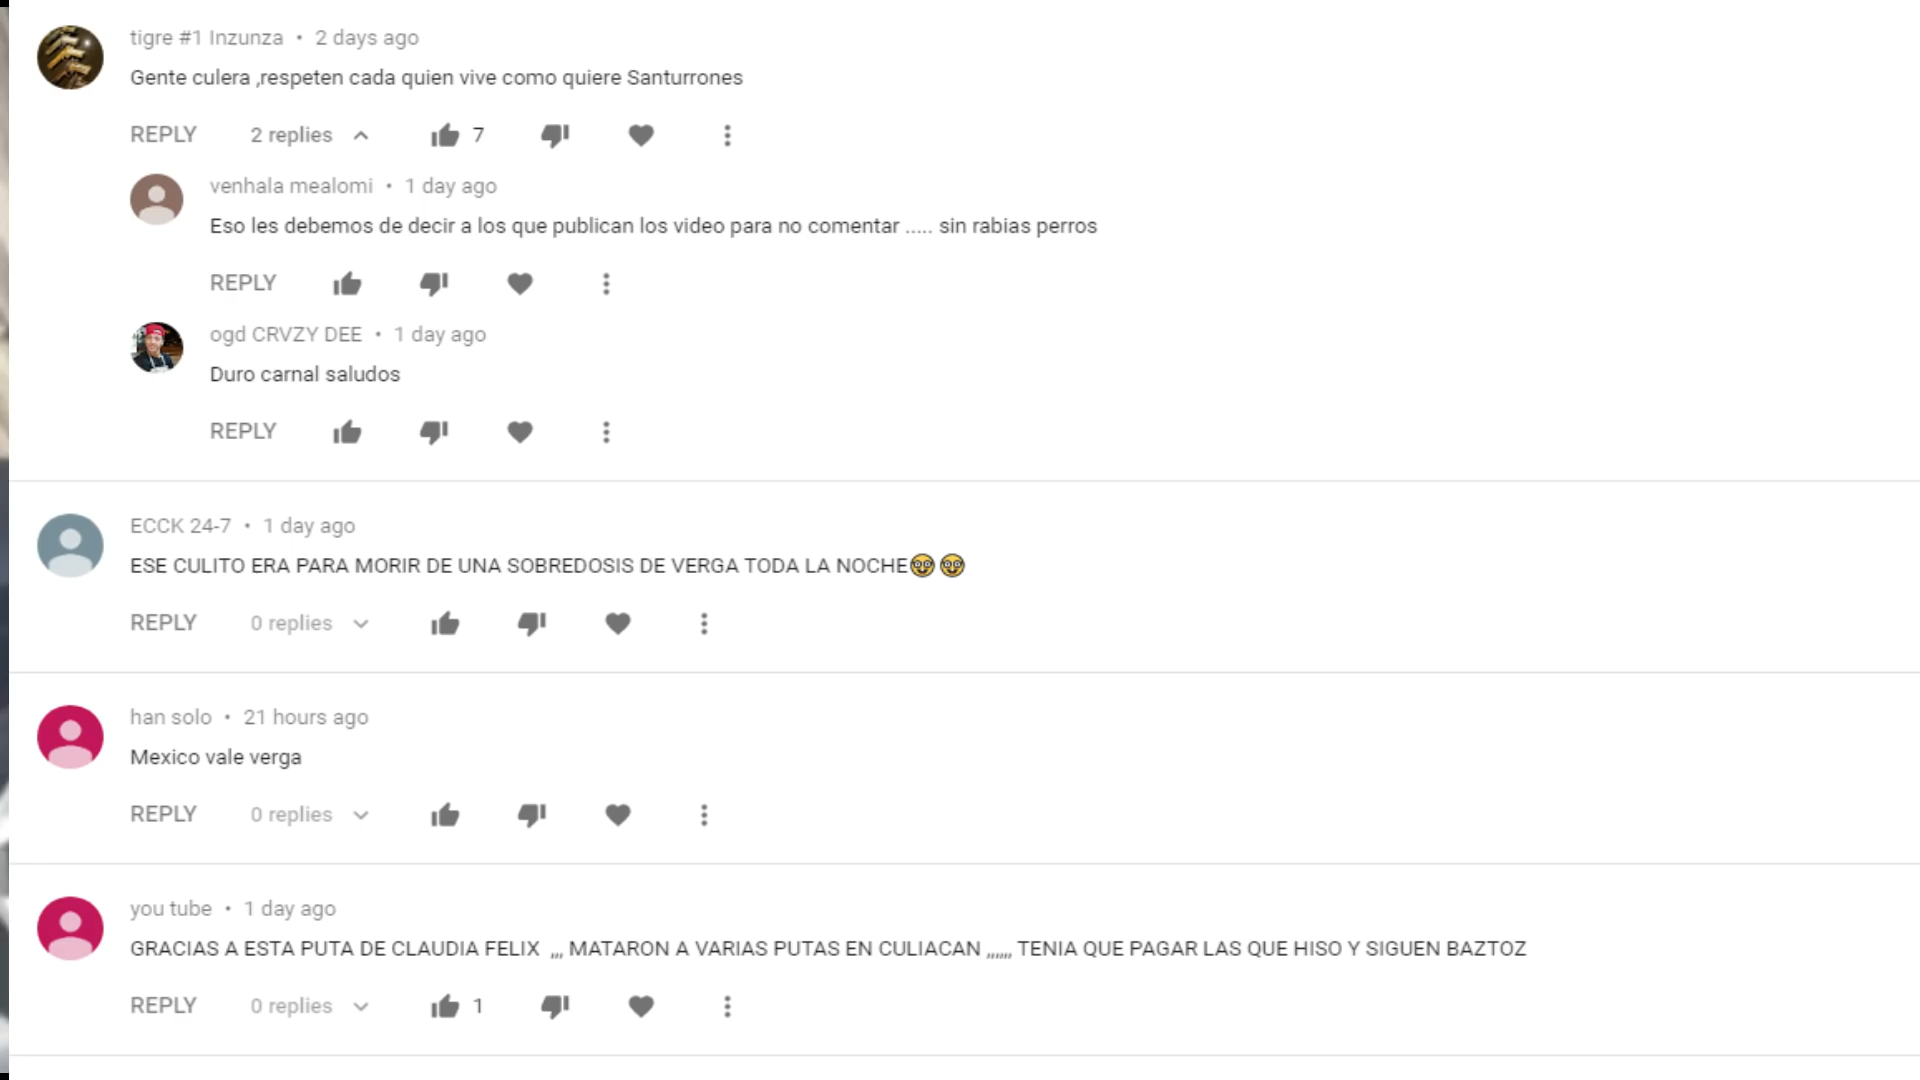 tigre #1 Inzunza • 2 days ago
Gente culera ,respeten cada quien vive como quiere Santurrones
REPLY 2 replies 7
venhala mealomi • 1 day ago
Eso les debemos de decir a los que publican los video para no comentar ..... sin rabias perros
REPLY
ogd CRVZY DEE • 1 day ago
Duro carnal saludos
REPLY
ECCK 24-7 • 1 day ago
ESE CULITO ERA PARA MORIR DE UNA SOBREDOSIS DE VERGA TODA LA NOCHE🤓🤓
REPLY 0 replies
han solo • 21 hours ago
Mexico vale verga
REPLY 0 replies
you tube • 1 day ago
GRACIAS A ESTA PUTA DE CLAUDIA FELIX ,,, MATARON A VARIAS PUTAS EN CULIACAN ,,,,,, TENIA QUE PAGAR LAS QUE HISO Y SIGUEN BAZTOZ
REPLY 0 replies 1